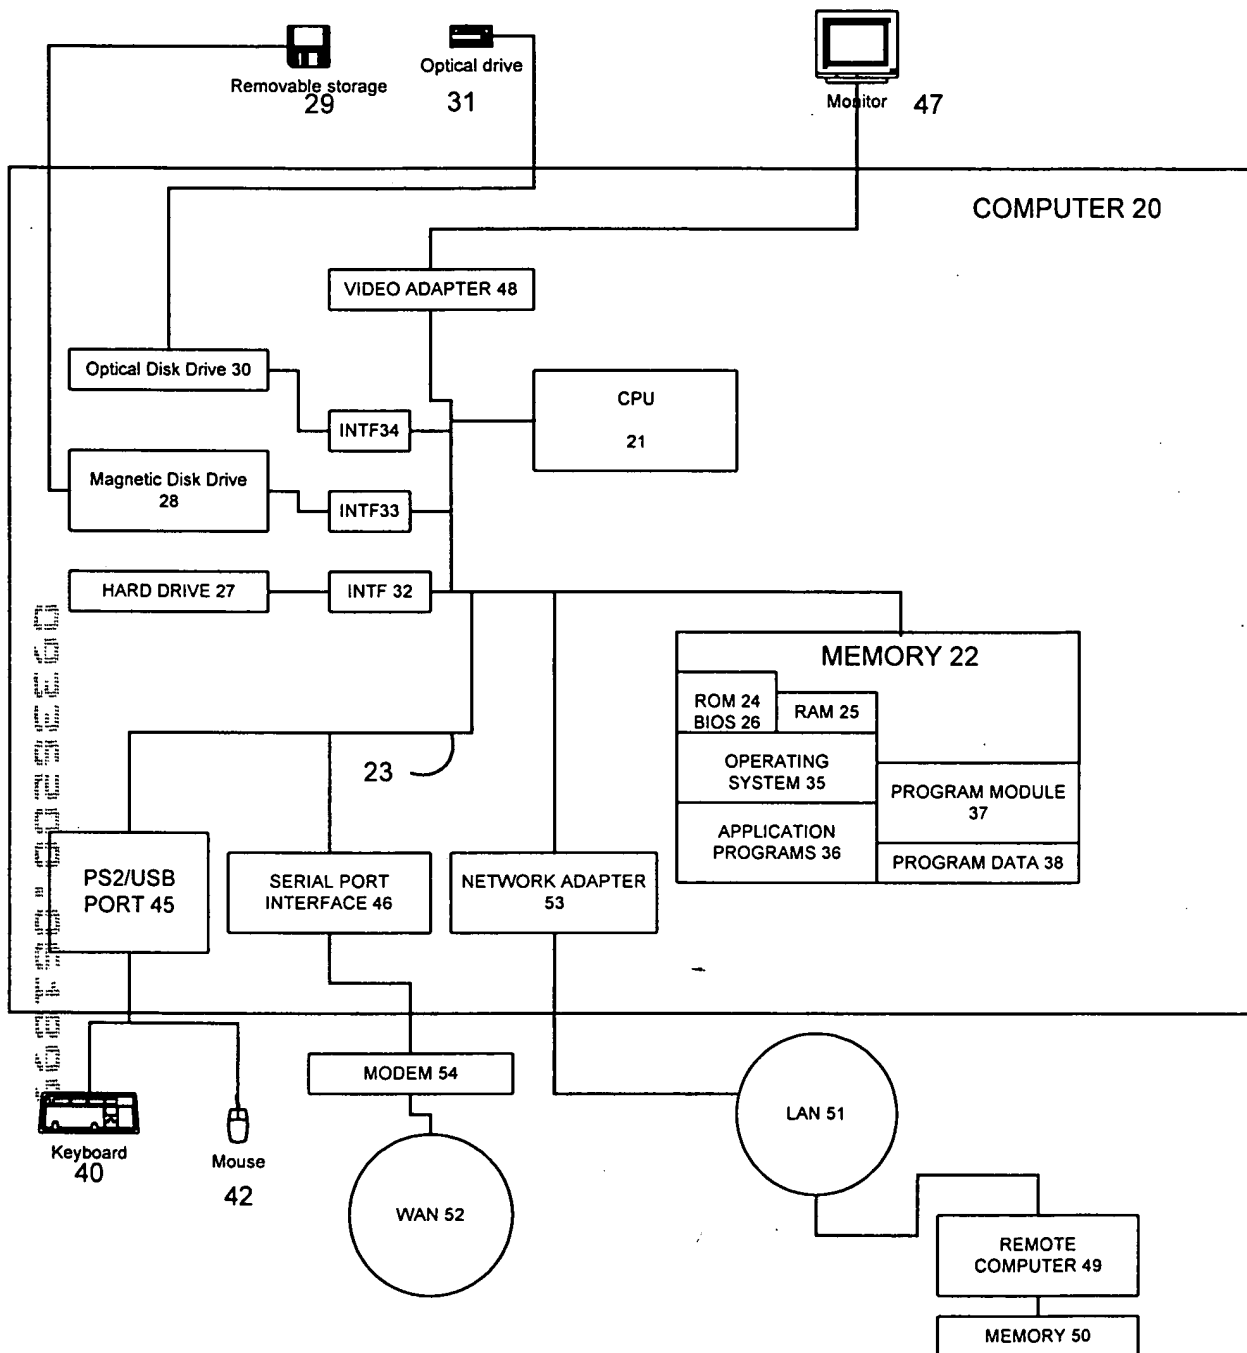 Removable storage
29
Optical drive
31
Monitor 47
COMPUTER 20
VIDEO ADAPTER 48
Optical Disk Drive 30
CPU
21
INTF34
Magnetic Disk Drive
28
INTF33
HARD DRIVE 27
INTF 32
MEMORY 22
ROM 24
BIOS 26
RAM 25
OPERATING
SYSTEM 35
PROGRAM MODULE
37
APPLICATION
PROGRAMS 36
PROGRAM DATA 38
23
PS2/USB
PORT 45
SERIAL PORT
INTERFACE 46
NETWORK ADAPTER
53
MODEM 54
LAN 51
Keyboard
40
Mouse
42
WAN 52
REMOTE
COMPUTER 49
MEMORY 50